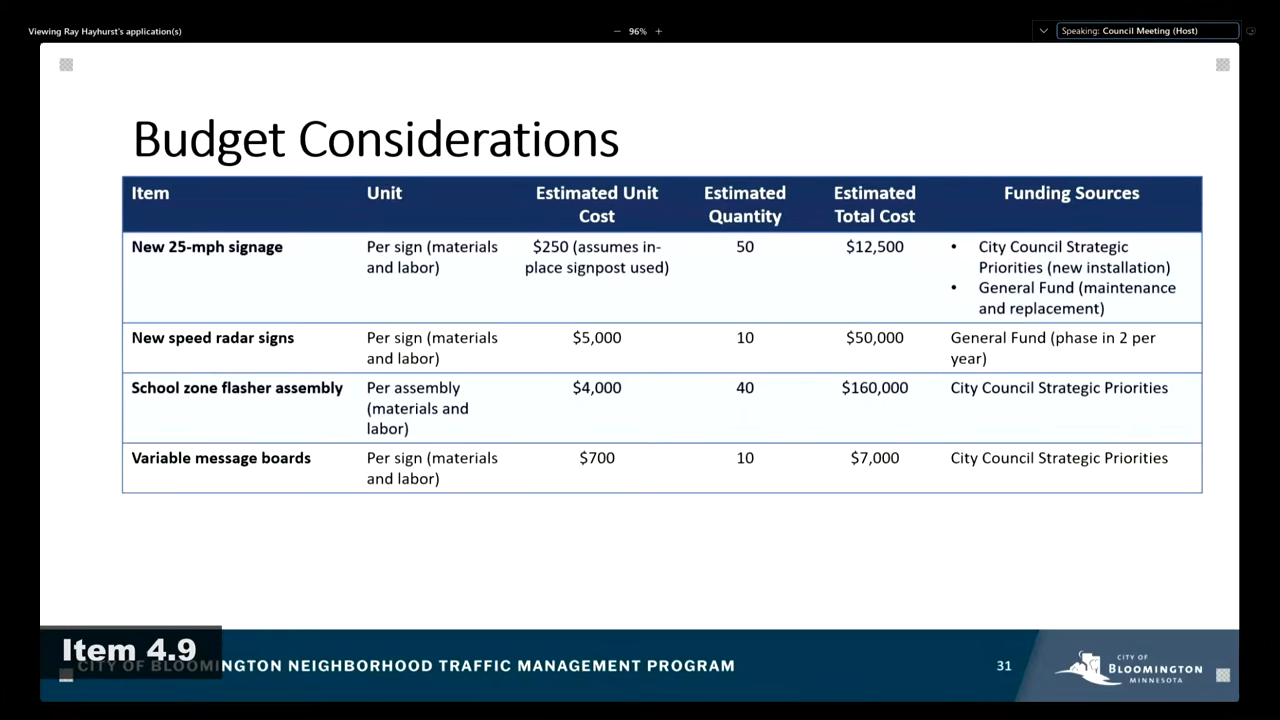 Viewing Ray Hayhurst's application(s)
− 96% +
Speaking: Council Meeting (Host)
Budget Considerations
Item
Unit
Estimated Unit
Cost
Estimated
Quantity
Estimated
Total Cost
Funding Sources
New 25-mph signage
Per sign (materials
and labor)
$250 (assumes in-
place signpost used)
50
$12,500
• City Council Strategic
Priorities (new installation)
• General Fund (maintenance
and replacement)
New speed radar signs
Per sign (materials
and labor)
$5,000
10
$50,000
General Fund (phase in 2 per
year)
School zone flasher assembly
Per assembly
(materials and
labor)
$4,000
40
$160,000
City Council Strategic Priorities
Variable message boards
Per sign (materials
and labor)
$700
10
$7,000
City Council Strategic Priorities
Item 4.9
CITY OF BLOOMINGTON NEIGHBORHOOD TRAFFIC MANAGEMENT PROGRAM
31
CITY OF
BLOOMINGTON
MINNESOTA